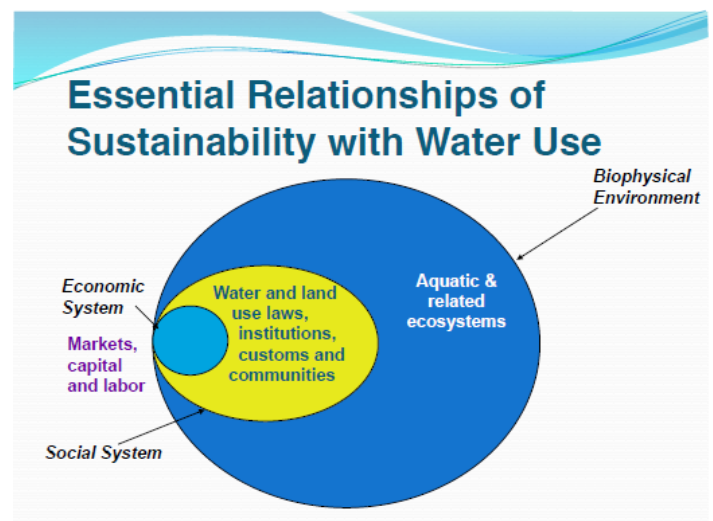 Essential Relationships of
Sustainability with Water Use
Biophysical
Environment
Economic
System
Markets,
capital
and labor
Water and land
use laws,
institutions,
customs and
communities
Aquatic &
related
ecosystems
Social System